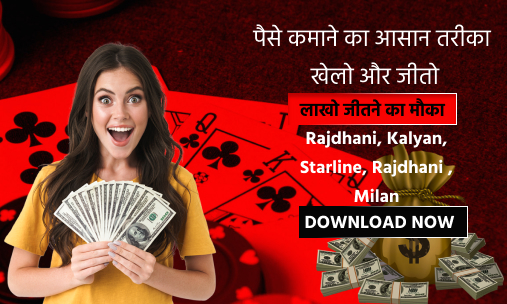 पैसे कमाने का आसान तरीका
खेलो और जीतो
लाखो जीतने का मौका
Rajdhani, Kalyan,
Starline, Rajdhani ,
Milan
DOWNLOAD NOW